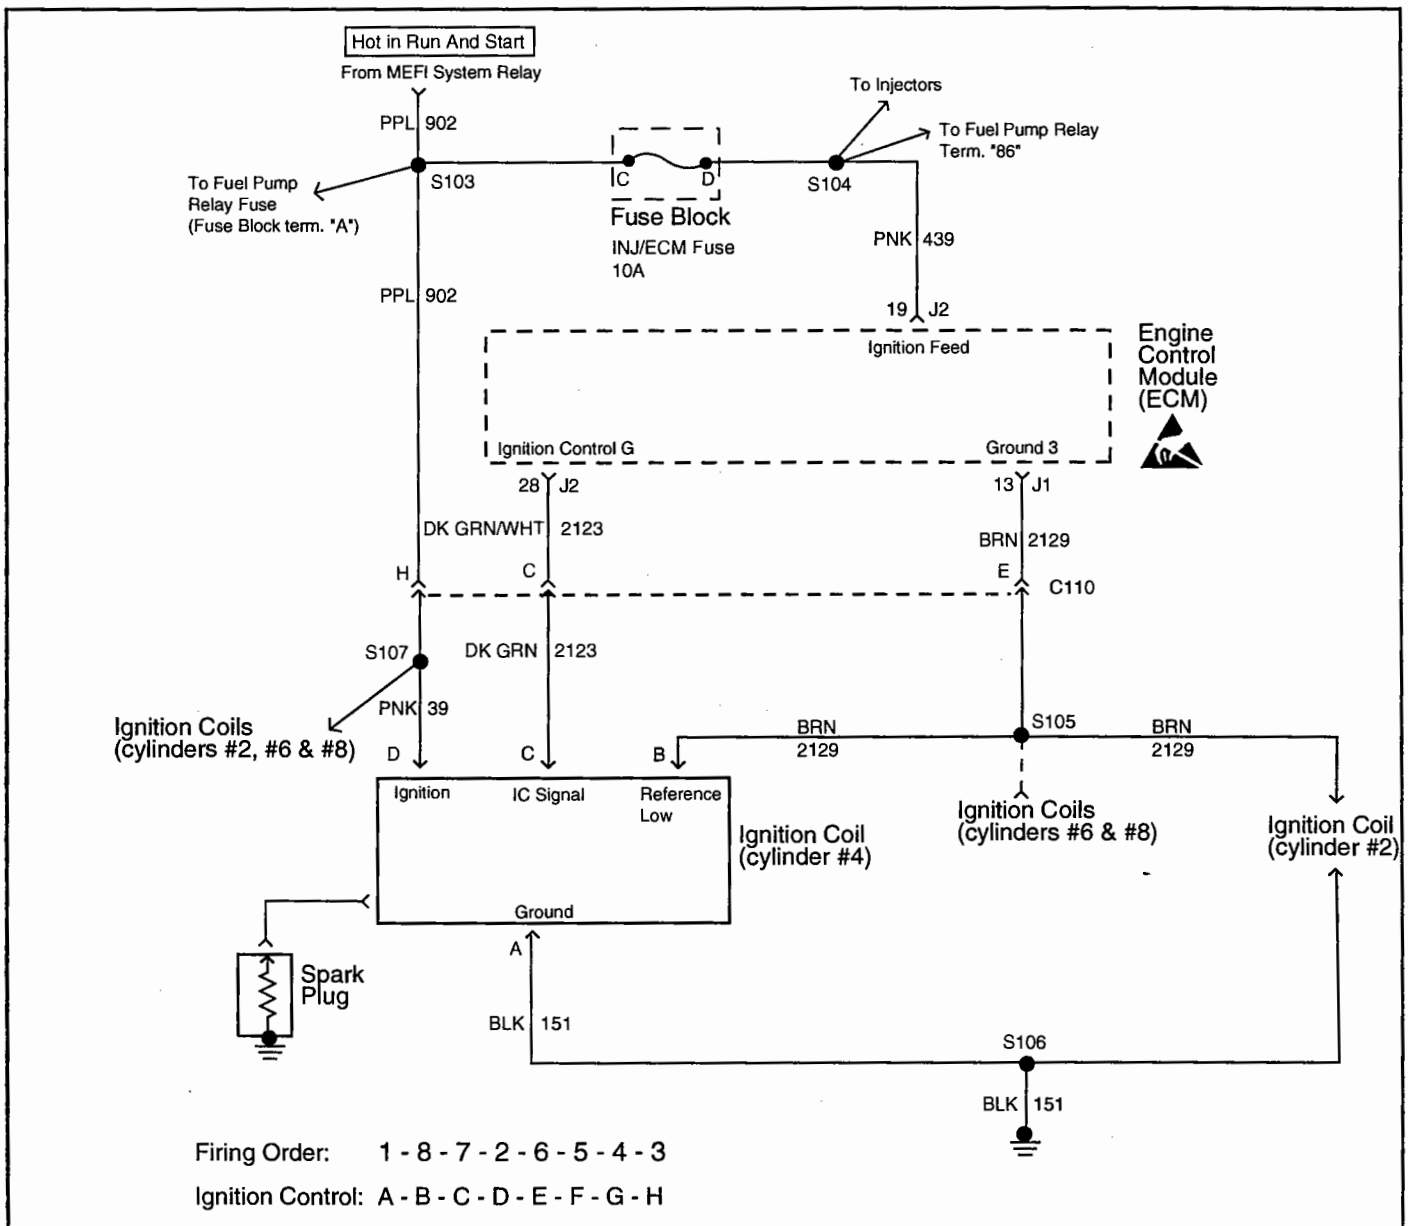 Hot in Run And Start
From MEFI System Relay
PPL 902
To Injectors
To Fuel Pump Relay
Term. "86"
S103
C D
S104
To Fuel Pump
Relay Fuse
(Fuse Block term. "A")
Fuse Block
INJ/ECM Fuse
10A
PNK 439
PPL 902
19 J2
Ignition Feed
Engine
Control
Module
(ECM)
Ignition Control G
Ground 3
28 J2
13 J1
DK GRN/WHT 2123
BRN 2129
H
C
E
C110
S107
DK GRN 2123
PNK 39
Ignition Coils
(cylinders #2, #6 & #8)
S105
BRN
2129
BRN
2129
D
C
B
Ignition
IC Signal
Reference
Low
Ignition Coil
(cylinder #4)
Ignition Coils
(cylinders #6 & #8)
Ignition Coil
(cylinder #2)
Ground
A
Spark
Plug
BLK 151
S106
BLK 151
Firing Order: 1 - 8 - 7 - 2 - 6 - 5 - 4 - 3
Ignition Control: A - B - C - D - E - F - G - H